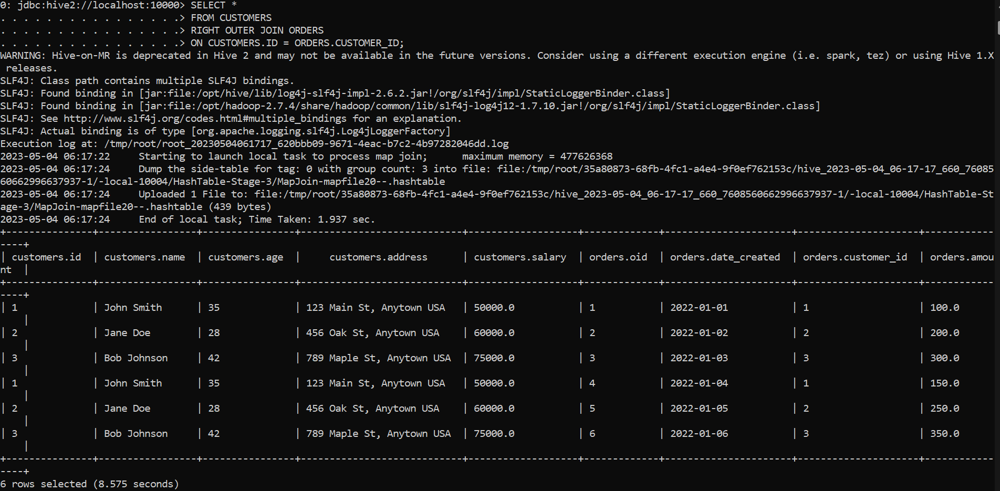 0: jdbc:hive2://localhost:10000> SELECT *
. . . . . . . . . . . . . . . .> FROM CUSTOMERS
. . . . . . . . . . . . . . . .> RIGHT OUTER JOIN ORDERS
. . . . . . . . . . . . . . . .> ON CUSTOMERS.ID = ORDERS.CUSTOMER_ID;
WARNING: Hive-on-MR is deprecated in Hive 2 and may not be available in the future versions. Consider using a different execution engine (i.e. spark, tez) or using Hive 1.X
 releases.
SLF4J: Class path contains multiple SLF4J bindings.
SLF4J: Found binding in [jar:file:/opt/hive/lib/log4j-slf4j-impl-2.6.2.jar!/org/slf4j/impl/StaticLoggerBinder.class]
SLF4J: Found binding in [jar:file:/opt/hadoop-2.7.4/share/hadoop/common/lib/slf4j-log4j12-1.7.10.jar!/org/slf4j/impl/StaticLoggerBinder.class]
SLF4J: See http://www.slf4j.org/codes.html#multiple_bindings for an explanation.
SLF4J: Actual binding is of type [org.apache.logging.slf4j.Log4jLoggerFactory]
Execution log at: /tmp/root/root_20230504061717_620bbb09-9671-4eac-b7c2-4b97282046dd.log
2023-05-04 06:17:22     Starting to launch local task to process map join;      maximum memory = 477626368
2023-05-04 06:17:24     Dump the side-table for tag: 0 with group count: 3 into file: file:/tmp/root/35a80873-68fb-4fc1-a4e4-9f0ef762153c/hive_2023-05-04_06-17-17_660_76085
60662996637937-1/-local-10004/HashTable-Stage-3/MapJoin-mapfile20--.hashtable
2023-05-04 06:17:24     Uploaded 1 File to: file:/tmp/root/35a80873-68fb-4fc1-a4e4-9f0ef762153c/hive_2023-05-04_06-17-17_660_7608560662996637937-1/-local-10004/HashTable-St
age-3/MapJoin-mapfile20--.hashtable (439 bytes)
2023-05-04 06:17:24     End of local task; Time Taken: 1.937 sec.
+---------------+-----------------+----------------+----------------------------+-------------------+-------------+----------------------+---------------------+------------
----+
| customers.id  | customers.name  | customers.age  |     customers.address      | customers.salary  | orders.oid  | orders.date_created  | orders.customer_id  | orders.amou
nt  |
+---------------+-----------------+----------------+----------------------------+-------------------+-------------+----------------------+---------------------+------------
----+
| 1             | John Smith      | 35             | 123 Main St, Anytown USA   | 50000.0           | 1           | 2022-01-01           | 1                   | 100.0
    |
| 2             | Jane Doe        | 28             | 456 Oak St, Anytown USA    | 60000.0           | 2           | 2022-01-02           | 2                   | 200.0
    |
| 3             | Bob Johnson     | 42             | 789 Maple St, Anytown USA  | 75000.0           | 3           | 2022-01-03           | 3                   | 300.0
    |
| 1             | John Smith      | 35             | 123 Main St, Anytown USA   | 50000.0           | 4           | 2022-01-04           | 1                   | 150.0
    |
| 2             | Jane Doe        | 28             | 456 Oak St, Anytown USA    | 60000.0           | 5           | 2022-01-05           | 2                   | 250.0
    |
| 3             | Bob Johnson     | 42             | 789 Maple St, Anytown USA  | 75000.0           | 6           | 2022-01-06           | 3                   | 350.0
    |
+---------------+-----------------+----------------+----------------------------+-------------------+-------------+----------------------+---------------------+------------
----+
6 rows selected (8.575 seconds)